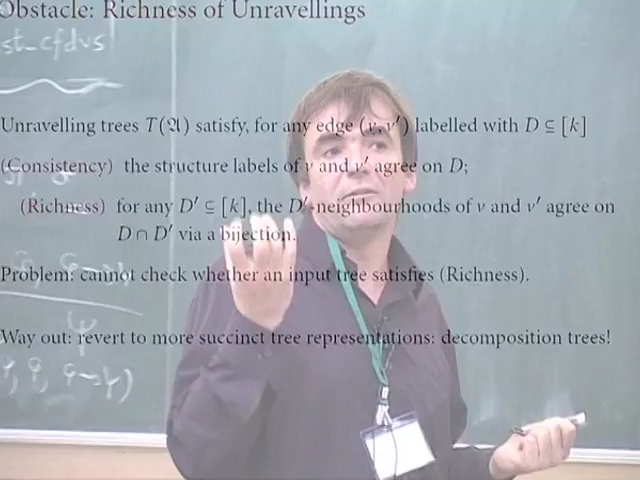 Obstacle: Richness of Unravellings
Unravelling trees T(𝔄) satisfy, for any edge (v, v′) labelled with D ⊆ [k]
(Consistency) the structure labels of v and v′ agree on D;
(Richness) for any D′ ⊆ [k], the D′-neighbourhoods of v and v′ agree on
D ∩ D′ via a bijection.
Problem: cannot check whether an input tree satisfies (Richness).
Way out: revert to more succinct tree representations: decomposition trees!